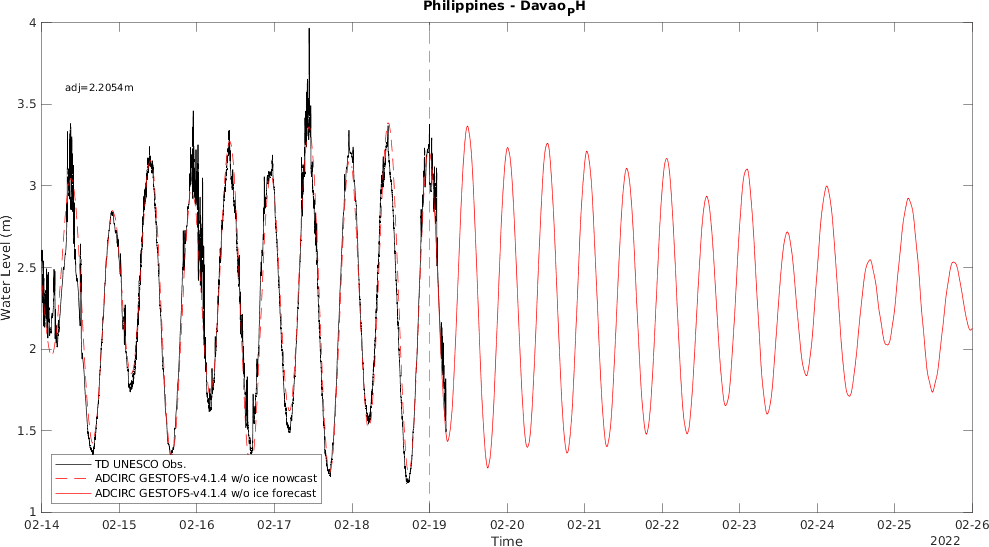 Philippines - DavaopH
4
adj=2.2054m
3.5
3
2.5
2
1.5
1
Water Level (m)
TD UNESCO Obs.
ADCIRC GESTOFS-v4.1.4 w/o ice nowcast
ADCIRC GESTOFS-v4.1.4 w/o ice forecast
02-14 02-15 02-16 02-17 02-18 02-19 02-20 02-21 02-22 02-23 02-24 02-25 02-26
Time
2022